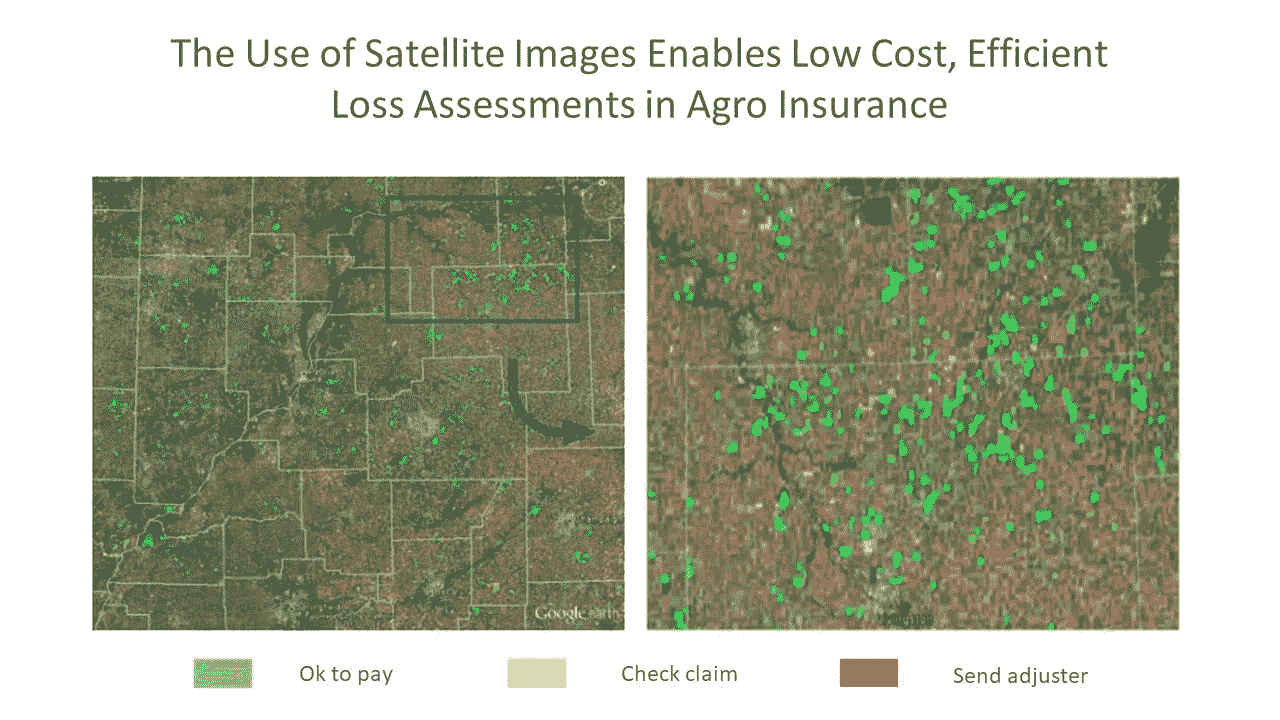 The Use of Satellite Images Enables Low Cost, Efficient
Loss Assessments in Agro Insurance
Google earth
Ok to pay
Check claim
Send adjuster